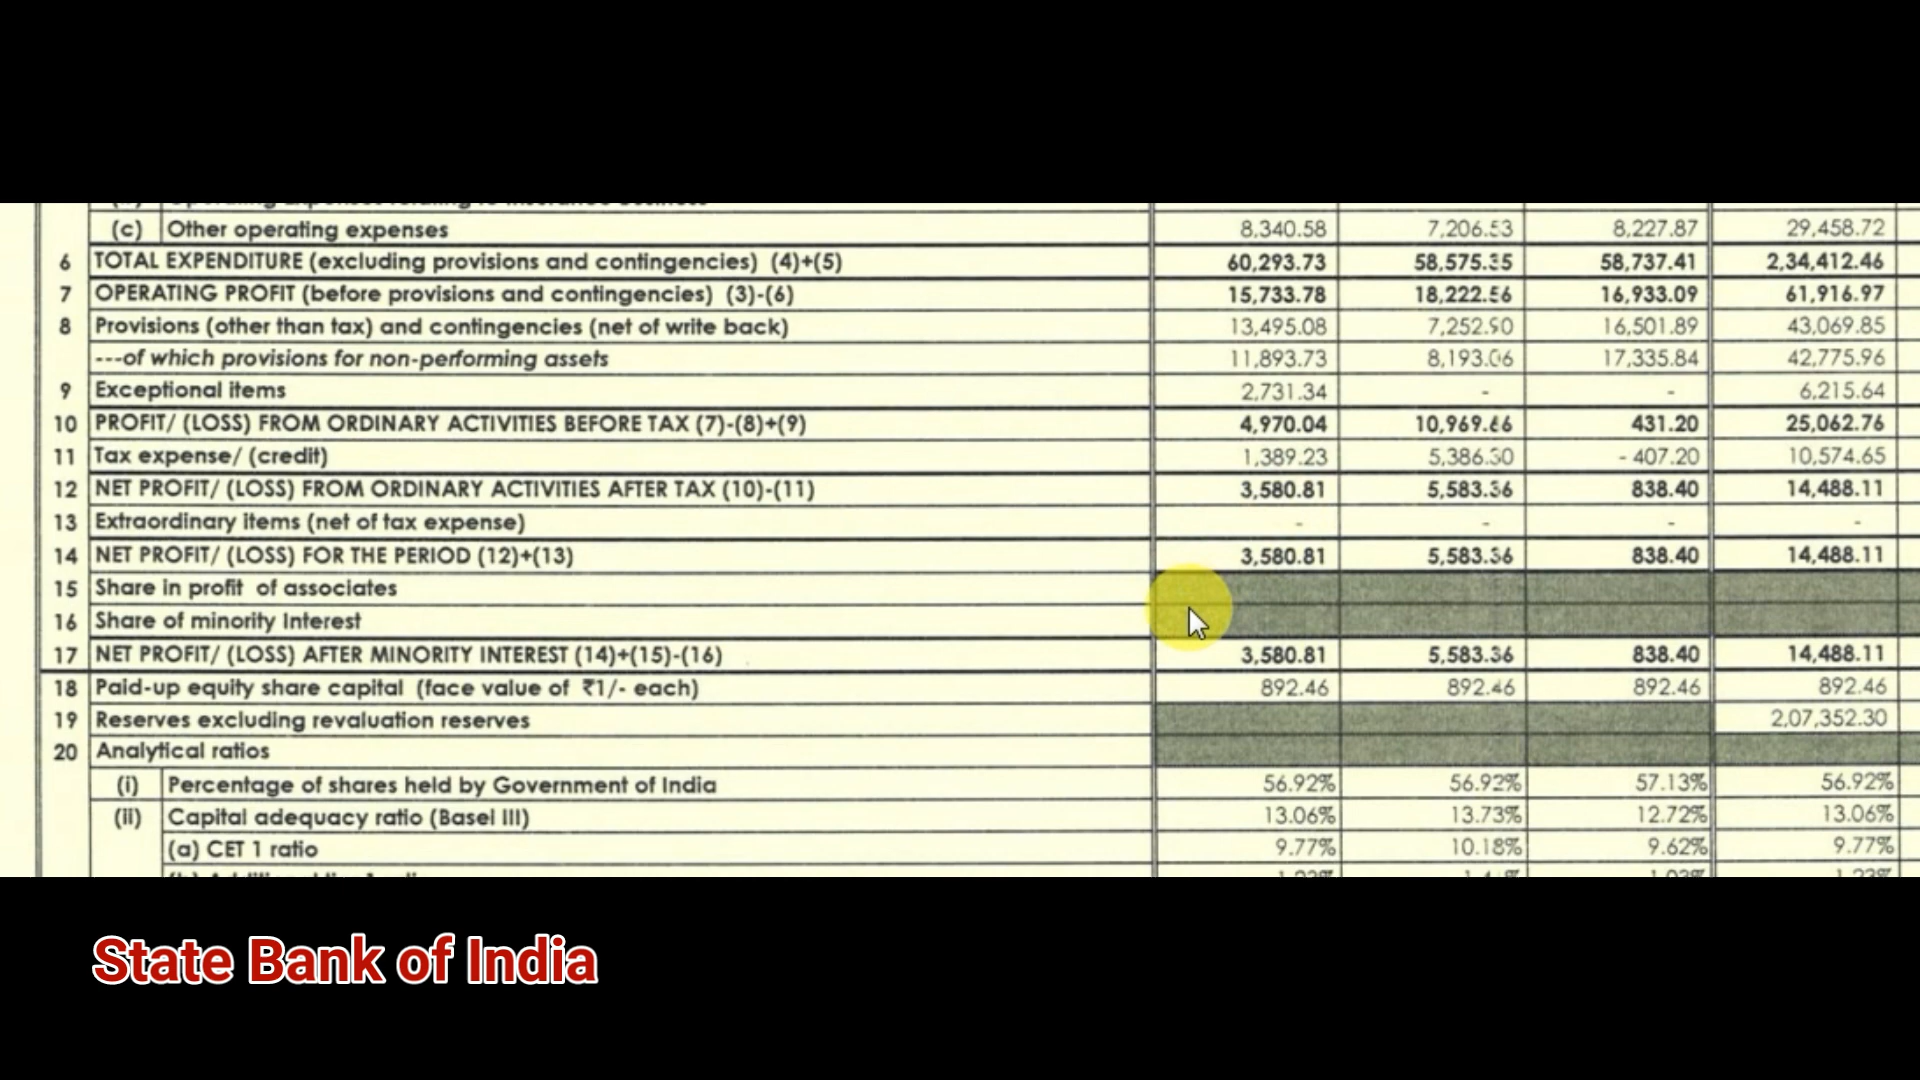 (c) Other operating expenses 8,340.58 7,206.53 8,227.87 29,458.72
6 TOTAL EXPENDITURE (excluding provisions and contingencies) (4)+(5) 60,293.73 58,575.35 58,737.41 2,34,412.46
7 OPERATING PROFIT (before provisions and contingencies) (3)-(6) 15,733.78 18,222.56 16,933.09 61,916.97
8 Provisions (other than tax) and contingencies (net of write back) 13,495.08 7,252.90 16,501.89 43,069.85
---of which provisions for non-performing assets 11,893.73 8,193.06 17,335.84 42,775.96
9 Exceptional items 2,731.34 - - 6,215.64
10 PROFIT/ (LOSS) FROM ORDINARY ACTIVITIES BEFORE TAX (7)-(8)+(9) 4,970.04 10,969.66 431.20 25,062.76
11 Tax expense/ (credit) 1,389.23 5,386.30 - 407.20 10,574.65
12 NET PROFIT/ (LOSS) FROM ORDINARY ACTIVITIES AFTER TAX (10)-(11) 3,580.81 5,583.36 838.40 14,488.11
13 Extraordinary items (net of tax expense) - - - -
14 NET PROFIT/ (LOSS) FOR THE PERIOD (12)+(13) 3,580.81 5,583.36 838.40 14,488.11
15 Share in profit of associates
16 Share of minority Interest
17 NET PROFIT/ (LOSS) AFTER MINORITY INTEREST (14)+(15)-(16) 3,580.81 5,583.36 838.40 14,488.11
18 Paid-up equity share capital (face value of ₹1/- each) 892.46 892.46 892.46 892.46
19 Reserves excluding revaluation reserves 2,07,352.30
20 Analytical ratios
(i) Percentage of shares held by Government of India 56.92% 56.92% 57.13% 56.92%
(ii) Capital adequacy ratio (Basel III) 13.06% 13.73% 12.72% 13.06%
(a) CET 1 ratio 9.77% 10.18% 9.62% 9.77%
State Bank of India